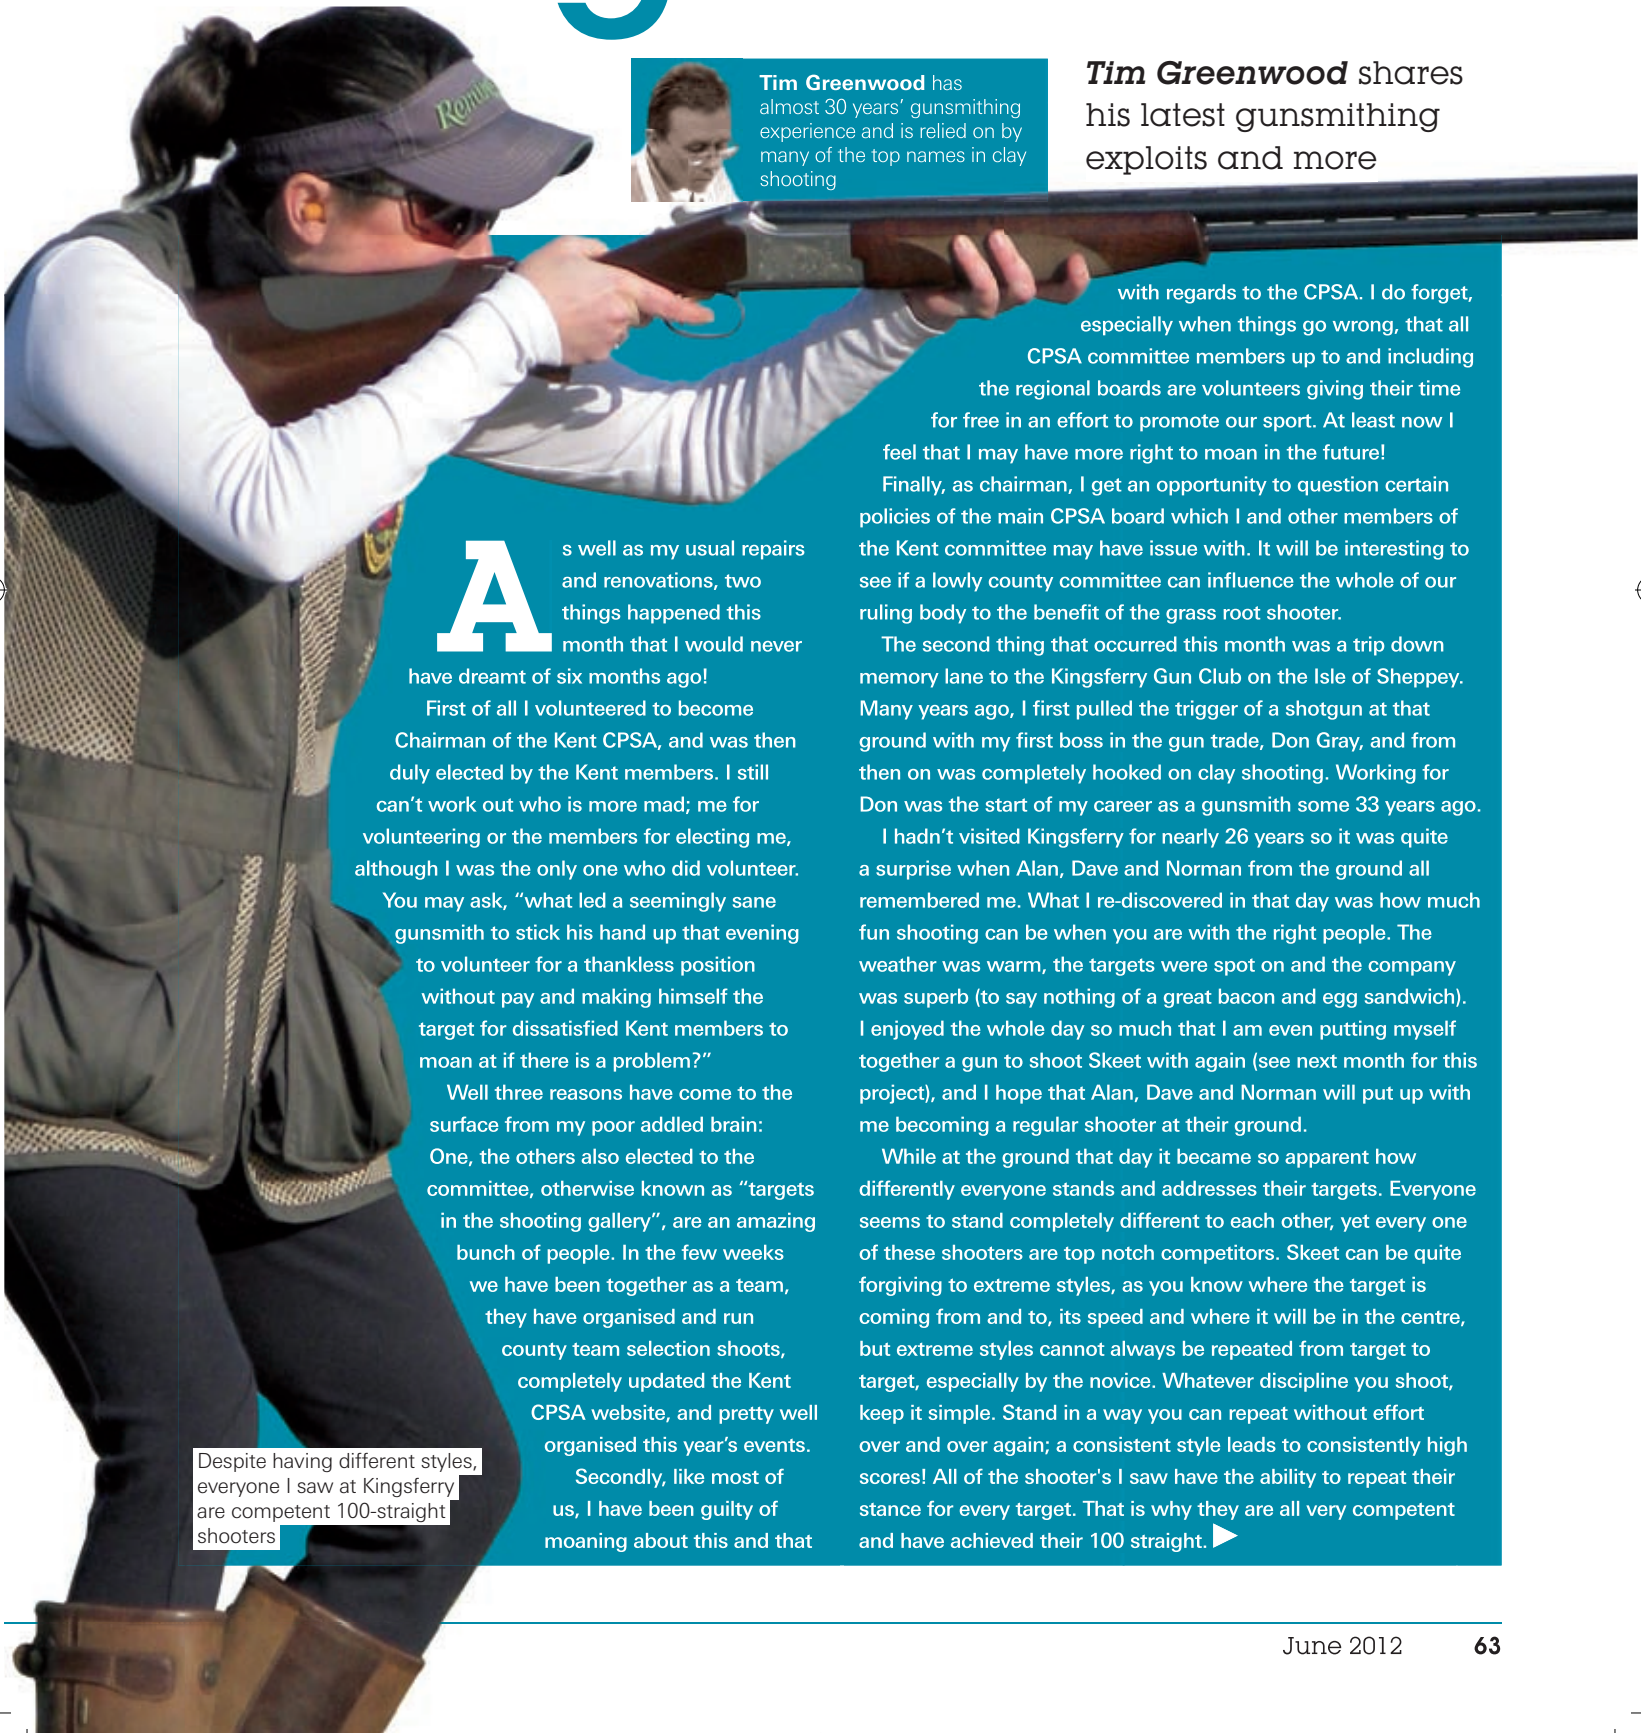 Tim Greenwood has
almost 30 years’ gunsmithing
experience and is relied on by
many of the top names in clay
shooting
Tim Greenwood shares
his latest gunsmithing
exploits and more
As well as my usual repairs
and renovations, two
things happened this
month that I would never
have dreamt of six months ago!
First of all I volunteered to become
Chairman of the Kent CPSA, and was then
duly elected by the Kent members. I still
can’t work out who is more mad; me for
volunteering or the members for electing me,
although I was the only one who did volunteer.
You may ask, “what led a seemingly sane
gunsmith to stick his hand up that evening
to volunteer for a thankless position
without pay and making himself the
target for dissatisfied Kent members to
moan at if there is a problem?”
Well three reasons have come to the
surface from my poor addled brain:
One, the others also elected to the
committee, otherwise known as “targets
in the shooting gallery”, are an amazing
bunch of people. In the few weeks
we have been together as a team,
they have organised and run
county team selection shoots,
completely updated the Kent
CPSA website, and pretty well
organised this year’s events.
Secondly, like most of
us, I have been guilty of
moaning about this and that
with regards to the CPSA. I do forget,
especially when things go wrong, that all
CPSA committee members up to and including
the regional boards are volunteers giving their time
for free in an effort to promote our sport. At least now I
feel that I may have more right to moan in the future!
Finally, as chairman, I get an opportunity to question certain
policies of the main CPSA board which I and other members of
the Kent committee may have issue with. It will be interesting to
see if a lowly county committee can influence the whole of our
ruling body to the benefit of the grass root shooter.
The second thing that occurred this month was a trip down
memory lane to the Kingsferry Gun Club on the Isle of Sheppey.
Many years ago, I first pulled the trigger of a shotgun at that
ground with my first boss in the gun trade, Don Gray, and from
then on was completely hooked on clay shooting. Working for
Don was the start of my career as a gunsmith some 33 years ago.
I hadn’t visited Kingsferry for nearly 26 years so it was quite
a surprise when Alan, Dave and Norman from the ground all
remembered me. What I re-discovered in that day was how much
fun shooting can be when you are with the right people. The
weather was warm, the targets were spot on and the company
was superb (to say nothing of a great bacon and egg sandwich).
I enjoyed the whole day so much that I am even putting myself
together a gun to shoot Skeet with again (see next month for this
project), and I hope that Alan, Dave and Norman will put up with
me becoming a regular shooter at their ground.
While at the ground that day it became so apparent how
differently everyone stands and addresses their targets. Everyone
seems to stand completely different to each other, yet every one
of these shooters are top notch competitors. Skeet can be quite
forgiving to extreme styles, as you know where the target is
coming from and to, its speed and where it will be in the centre,
but extreme styles cannot always be repeated from target to
target, especially by the novice. Whatever discipline you shoot,
keep it simple. Stand in a way you can repeat without effort
over and over again; a consistent style leads to consistently high
scores! All of the shooter's I saw have the ability to repeat their
stance for every target. That is why they are all very competent
and have achieved their 100 straight.
Despite having different styles,
everyone I saw at Kingsferry
are competent 100-straight
shooters
June 2012 63